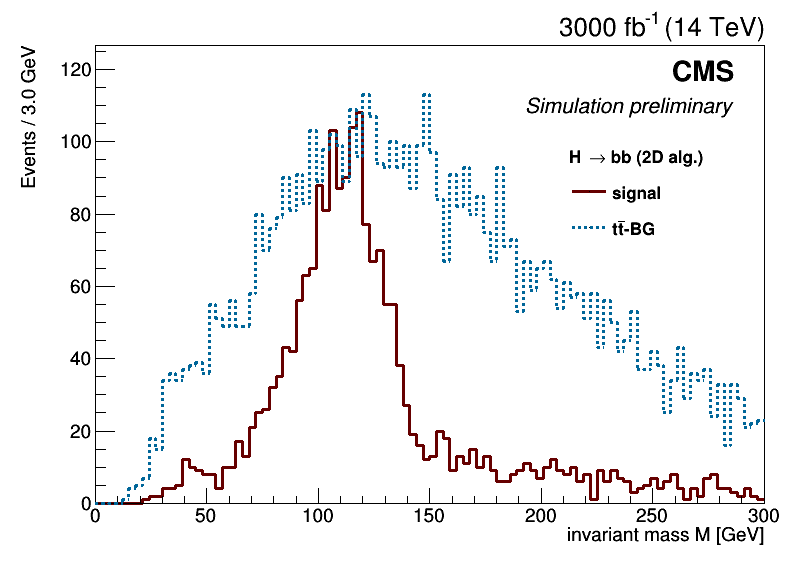 3000 fb⁻¹ (14 TeV)
Events / 3.0 GeV
CMS
Simulation preliminary
H → bb (2D alg.)
signal
tt̄-BG
120
100
80
60
40
20
0
0 50 100 150 200 250 300
invariant mass M [GeV]